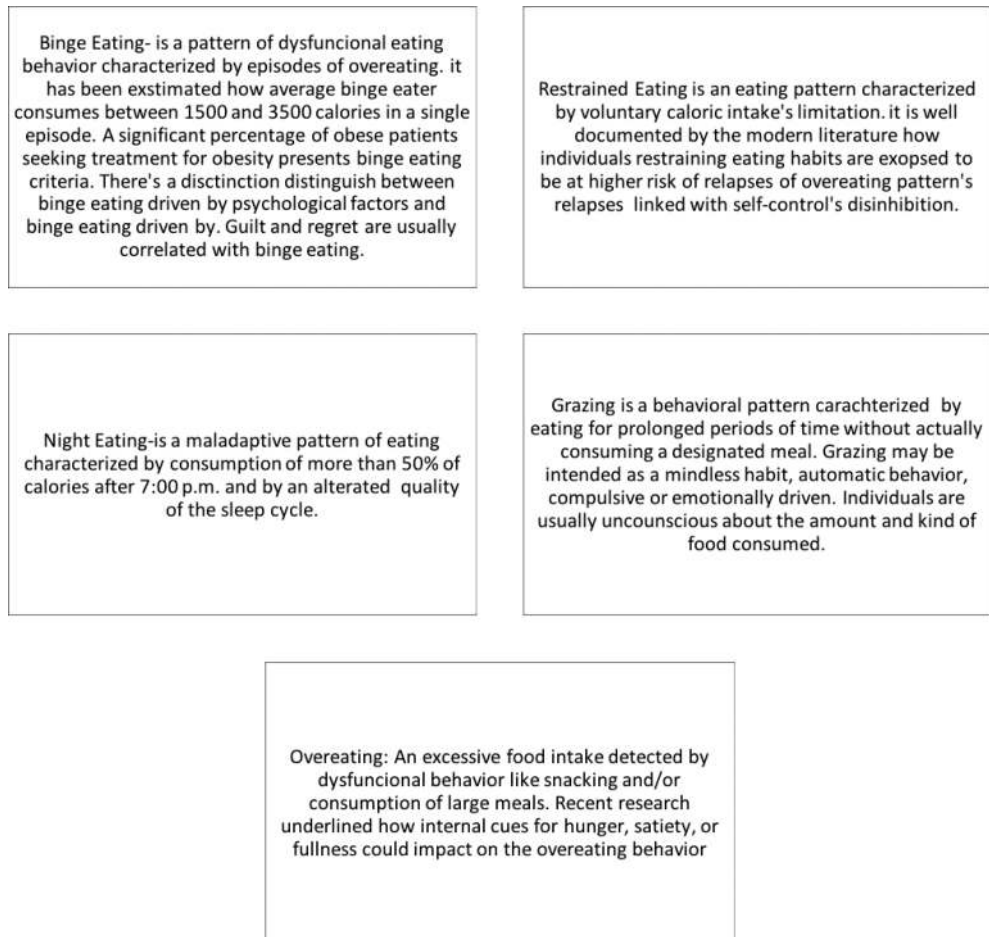 Binge Eating- is a pattern of dysfuncional eating
behavior characterized by episodes of overeating. it
has been exstimated how average binge eater
consumes between 1500 and 3500 calories in a single
episode. A significant percentage of obese patients
seeking treatment for obesity presents binge eating
criteria. There's a disctinction distinguish between
binge eating driven by psychological factors and
binge eating driven by. Guilt and regret are usually
correlated with binge eating.
Restrained Eating is an eating pattern characterized
by voluntary caloric intake's limitation. it is well
documented by the modern literature how
individuals restraining eating habits are exopsed to
be at higher risk of relapses of overeating pattern's
relapses linked with self-control's disinhibition.
Night Eating-is a maladaptive pattern of eating
characterized by consumption of more than 50% of
calories after 7:00 p.m. and by an alterated quality
of the sleep cycle.
Grazing is a behavioral pattern carachterized by
eating for prolonged periods of time without actually
consuming a designated meal. Grazing may be
intended as a mindless habit, automatic behavior,
compulsive or emotionally driven. Individuals are
usually uncounscious about the amount and kind of
food consumed.
Overeating: An excessive food intake detected by
dysfuncional behavior like snacking and/or
consumption of large meals. Recent research
underlined how internal cues for hunger, satiety, or
fullness could impact on the overeating behavior